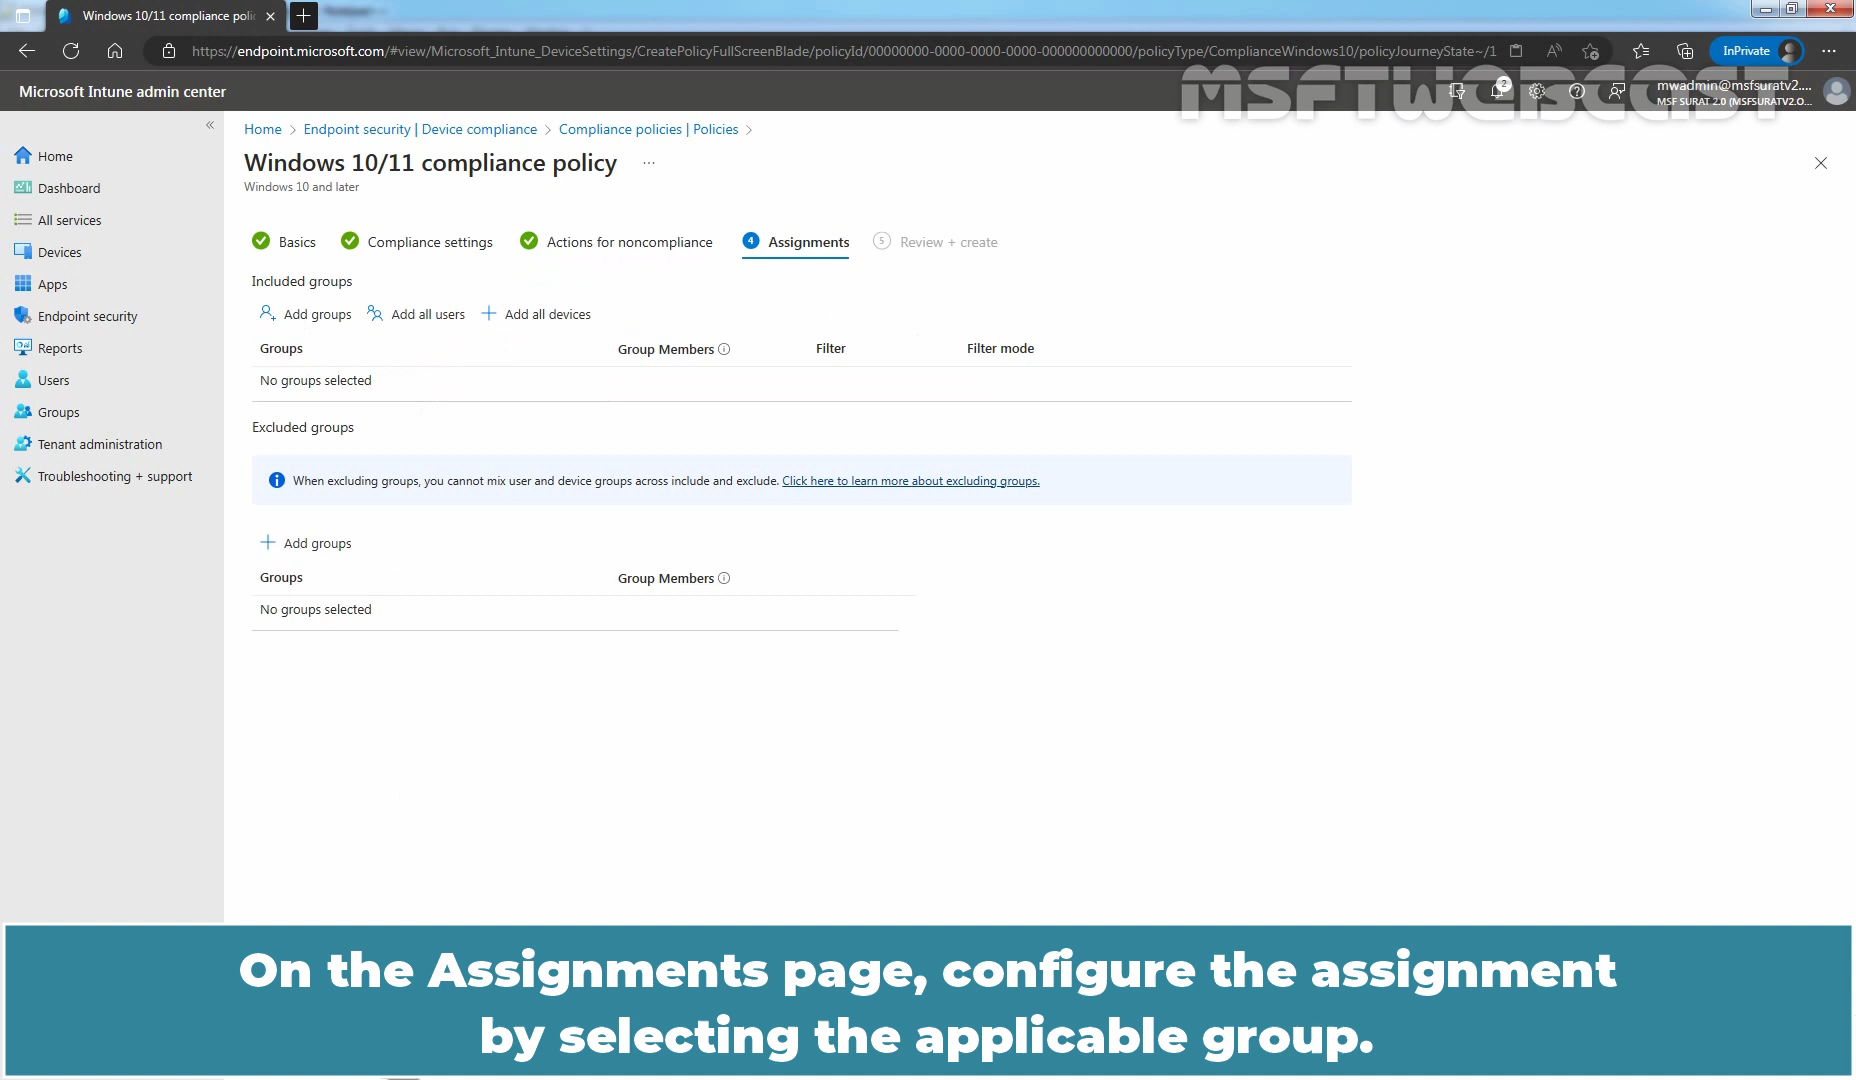 Windows 10/11 compliance poli
https://endpoint.microsoft.com/#view/Microsoft_Intune_DeviceSettings/CreatePolicyFullScreenBlade/policyId/00000000-0000-0000-0000-000000000000/policyType/ComplianceWindows10/policyJourneyState~/1
InPrivate
MSFTWEBCAST
Microsoft Intune admin center
2
mwadmin@msfsuratv2....
MSF SURAT 2.0 (MSFSURATV2.O...
Home > Endpoint security | Device compliance > Compliance policies | Policies >
Windows 10/11 compliance policy ...
Windows 10 and later
Home
Dashboard
All services
Devices
Apps
Endpoint security
Reports
Users
Groups
Tenant administration
Troubleshooting + support
Basics Compliance settings Actions for noncompliance 4 Assignments 5 Review + create
Included groups
Add groups Add all users Add all devices
Groups Group Members Filter Filter mode
No groups selected
Excluded groups
When excluding groups, you cannot mix user and device groups across include and exclude. Click here to learn more about excluding groups.
Add groups
Groups Group Members
No groups selected
On the Assignments page, configure the assignment
by selecting the applicable group.